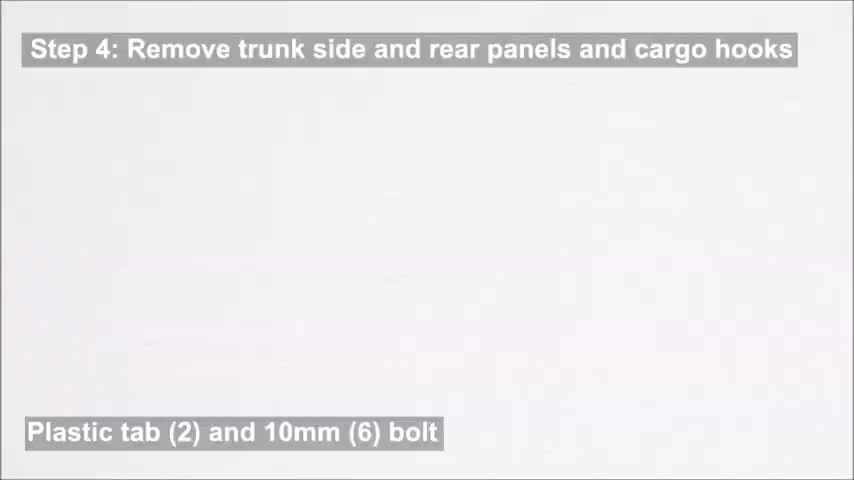 Step 4: Remove trunk side and rear panels and cargo hooks
Plastic tab (2) and 10mm (6) bolt